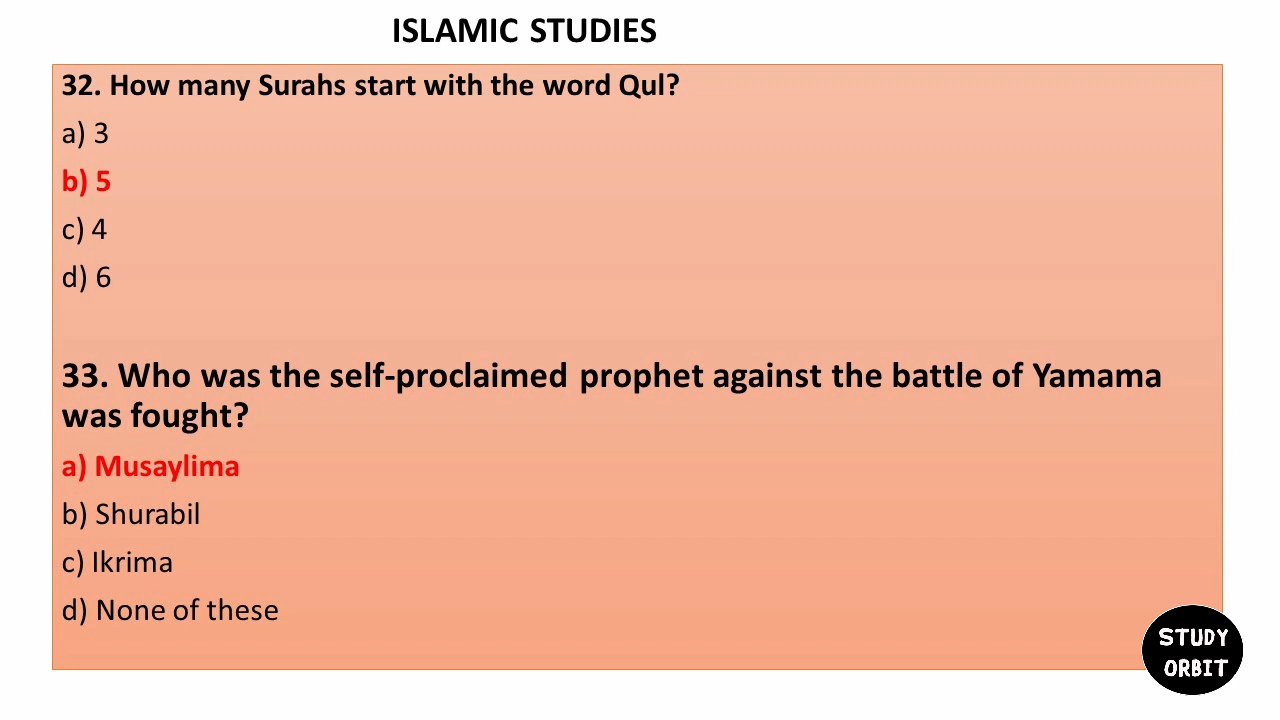 ISLAMIC STUDIES
32. How many Surahs start with the word Qul?
a) 3
b) 5
c) 4
d) 6
33. Who was the self-proclaimed prophet against the battle of Yamama
was fought?
a) Musaylima
b) Shurabil
c) Ikrima
d) None of these
STUDY
ORBIT